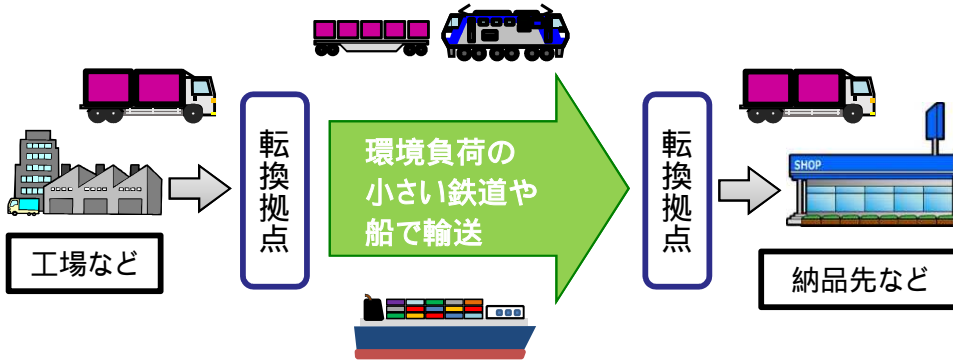 工場など
転換拠点
環境負荷の
小さい鉄道や
船で輸送
転換拠点
SHOP
納品先など